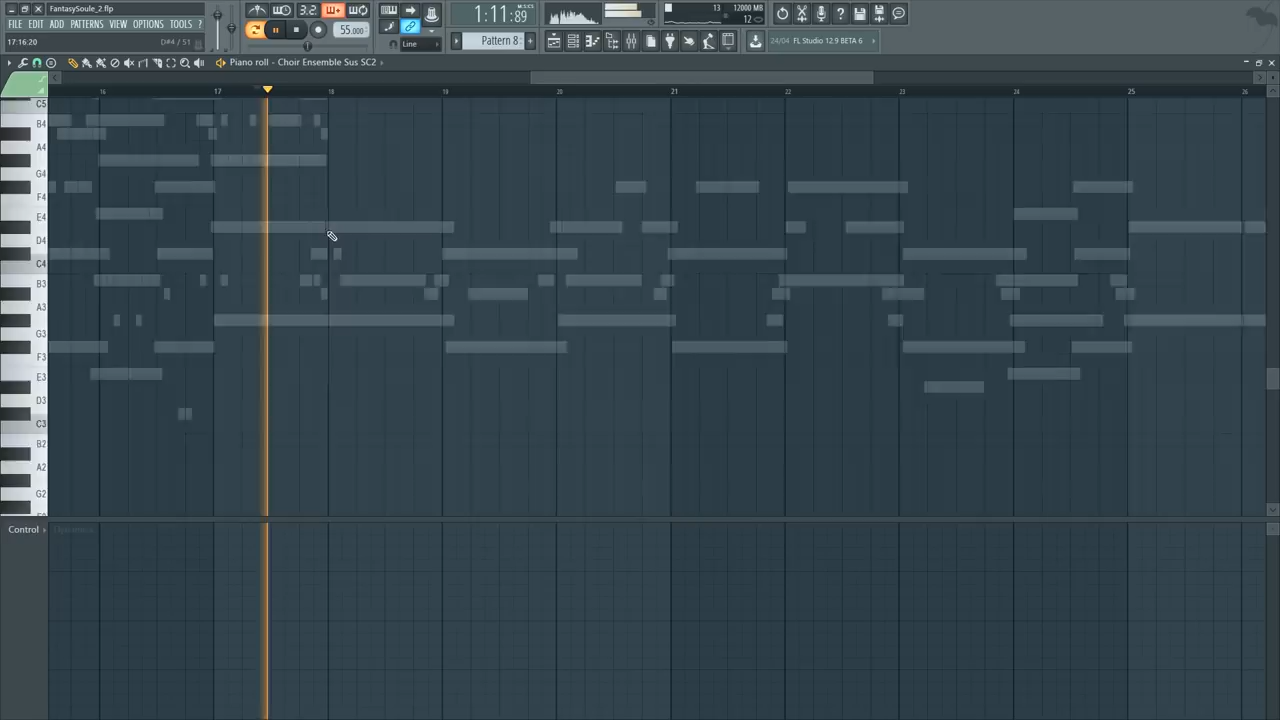 FantasySoule_2.flp
FILE EDIT ADD PATTERNS VIEW OPTIONS TOOLS ?
17:16:20 D#4 / 51
3.2.
55.000
Line
1:11:89
M:S:CS
Pattern 8
13 12000 MB
12
24/04 FL Studio 12.9 BETA 6
Piano roll - Choir Ensemble Sus SC2
16 17 18 19 20 21 22 23 24 25 26
C5
B4
A4
G4
F4
E4
D4
C4
B3
A3
G3
F3
E3
D3
C3
B2
A2
G2
Control